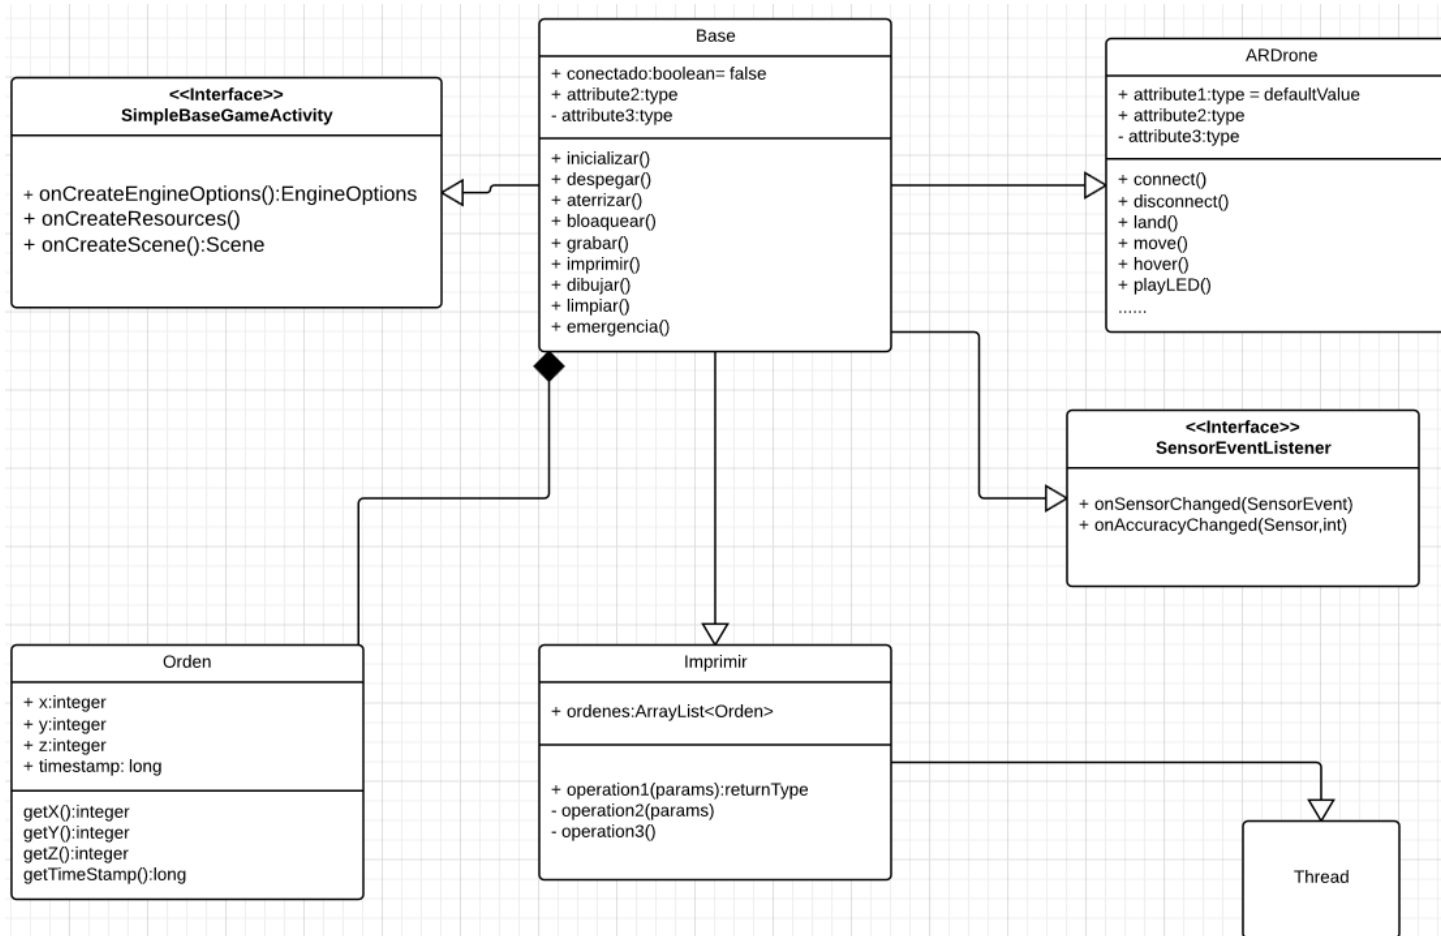 <<Interface>>
SimpleBaseGameActivity
+ onCreateEngineOptions():EngineOptions
+ onCreateResources()
+ onCreateScene():Scene
Base
+ conectado:boolean= false
+ attribute2:type
- attribute3:type
+ inicializar()
+ despegar()
+ aterrizar()
+ bloaquear()
+ grabar()
+ imprimir()
+ dibujar()
+ limpiar()
+ emergencia()
ARDrone
+ attribute1:type = defaultValue
+ attribute2:type
- attribute3:type
+ connect()
+ disconnect()
+ land()
+ move()
+ hover()
+ playLED()
......
<<Interface>>
SensorEventListener
+ onSensorChanged(SensorEvent)
+ onAccuracyChanged(Sensor,int)
Orden
+ x:integer
+ y:integer
+ z:integer
+ timestamp: long
getX():integer
getY():integer
getZ():integer
getTimeStamp():long
Imprimir
+ ordenes:ArrayList<Orden>
+ operation1(params):returnType
- operation2(params)
- operation3()
Thread